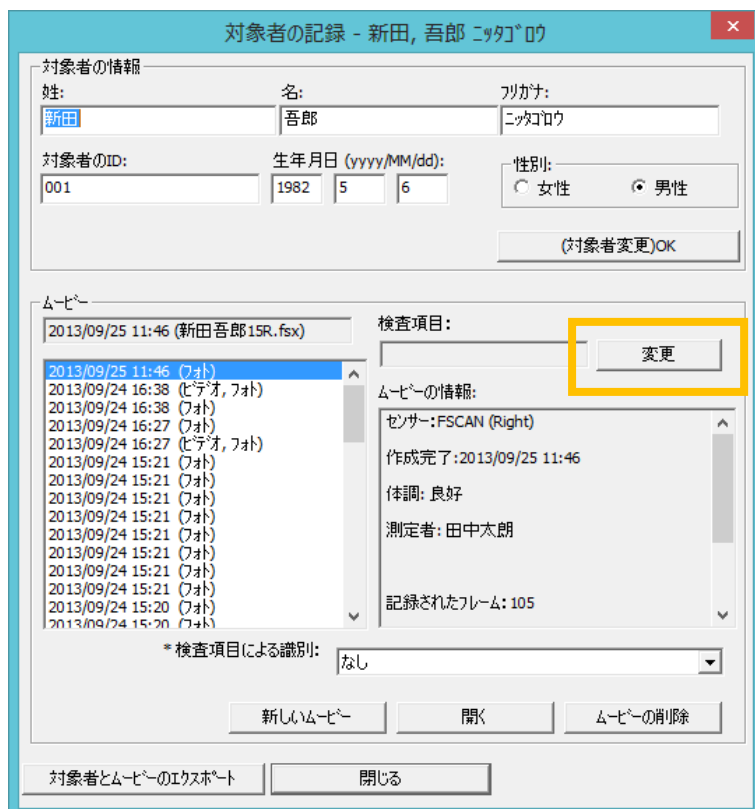 対象者の記録 - 新田, 吾郎 ﾆｯﾀｺﾞﾛｳ
対象者の情報
姓: 名: ﾌﾘｶﾞﾅ:
新田 吾郎 ﾆｯﾀｺﾞﾛｳ
対象者のID: 生年月日 (yyyy/MM/dd): 性別:
001 1982 5 6 女性 男性
(対象者変更)OK
ﾑｰﾋﾞｰ
2013/09/25 11:46 (新田吾郎15R.fsx) 検査項目:
変更
2013/09/25 11:46 (ﾌｫﾄ)
2013/09/24 16:38 (ﾋﾞﾃﾞｵ, ﾌｫﾄ)
2013/09/24 16:38 (ﾌｫﾄ)
2013/09/24 16:27 (ﾌｫﾄ)
2013/09/24 16:27 (ﾋﾞﾃﾞｵ, ﾌｫﾄ)
2013/09/24 15:21 (ﾌｫﾄ)
2013/09/24 15:21 (ﾌｫﾄ)
2013/09/24 15:21 (ﾌｫﾄ)
2013/09/24 15:21 (ﾌｫﾄ)
2013/09/24 15:21 (ﾌｫﾄ)
2013/09/24 15:21 (ﾌｫﾄ)
2013/09/24 15:21 (ﾌｫﾄ)
2013/09/24 15:21 (ﾌｫﾄ)
2013/09/24 15:20 (ﾌｫﾄ)
2013/09/24 15:20 (ﾌｫﾄ)
ﾑｰﾋﾞｰの情報:
ｾﾝｻｰ:FSCAN (Right)
作成完了:2013/09/25 11:46
体調: 良好
測定者: 田中太朗
記録されたﾌﾚｰﾑ: 105
*検査項目による識別: なし
新しいﾑｰﾋﾞｰ 開く ﾑｰﾋﾞｰの削除
対象者とﾑｰﾋﾞｰのｴｸｽﾎﾟｰﾄ 閉じる